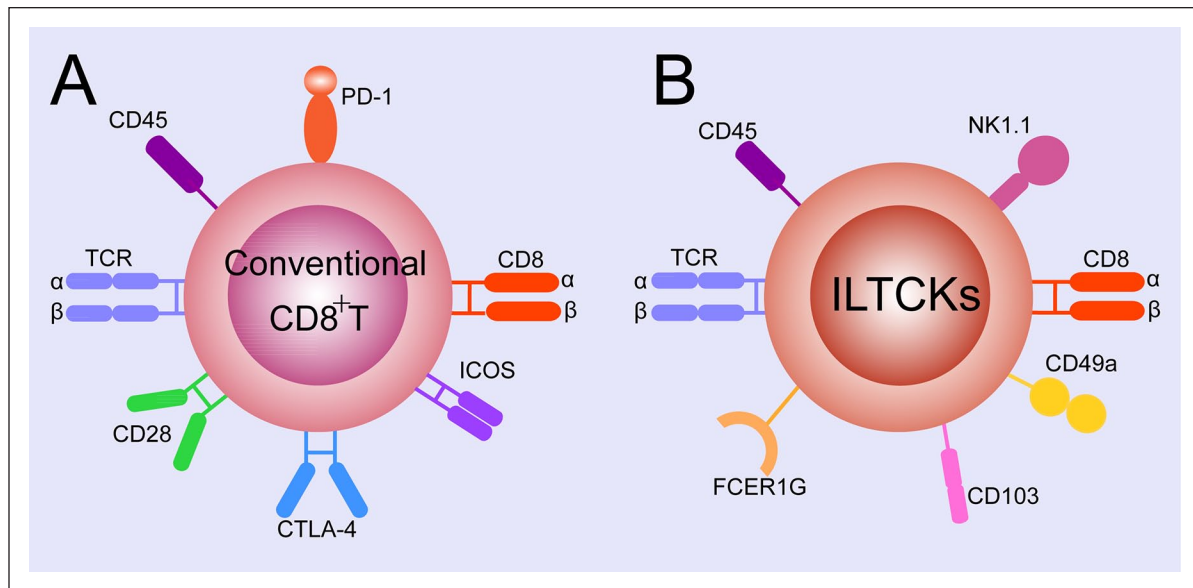 A
PD-1
CD45
TCR
α
β
Conventional
CD8⁺T
CD8
α
β
ICOS
CD28
CTLA-4
B
CD45
NK1.1
TCR
α
β
ILTCKs
CD8
α
β
CD49a
FCER1G
CD103